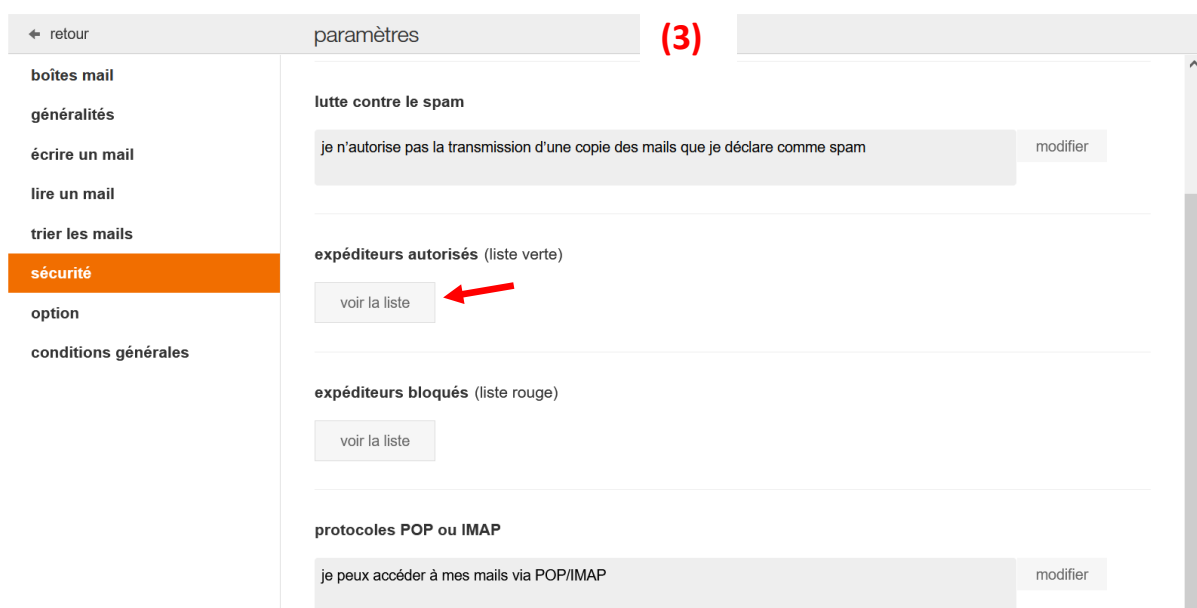 retour
paramètres
(3)
boîtes mail
généralités
écrire un mail
lire un mail
trier les mails
sécurité
option
conditions générales
lutte contre le spam
je n’autorise pas la transmission d’une copie des mails que je déclare comme spam
modifier
expéditeurs autorisés (liste verte)
voir la liste
expéditeurs bloqués (liste rouge)
voir la liste
protocoles POP ou IMAP
je peux accéder à mes mails via POP/IMAP
modifier